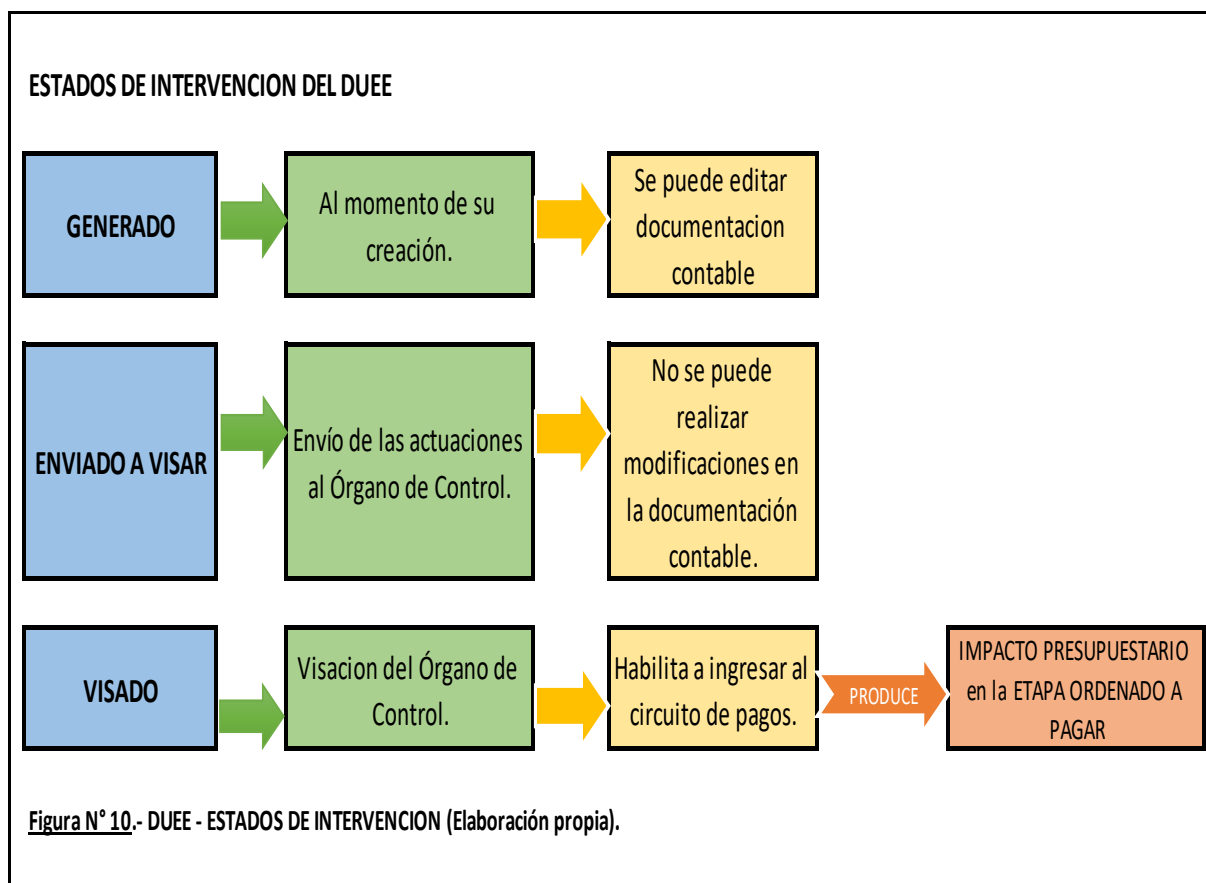 ESTADOS DE INTERVENCION DEL DUEE
GENERADO
Al momento de su
creación.
Se puede editar
documentacion
contable
ENVIADO A VISAR
Envío de las actuaciones
al Órgano de Control.
No se puede
realizar
modificaciones en
la documentación
contable.
VISADO
Visacion del Órgano de
Control.
Habilita a ingresar al
circuito de pagos.
PRODUCE
IMPACTO PRESUPUESTARIO
en la ETAPA ORDENADO A
PAGAR
Figura N° 10.- DUEE - ESTADOS DE INTERVENCION (Elaboración propia).